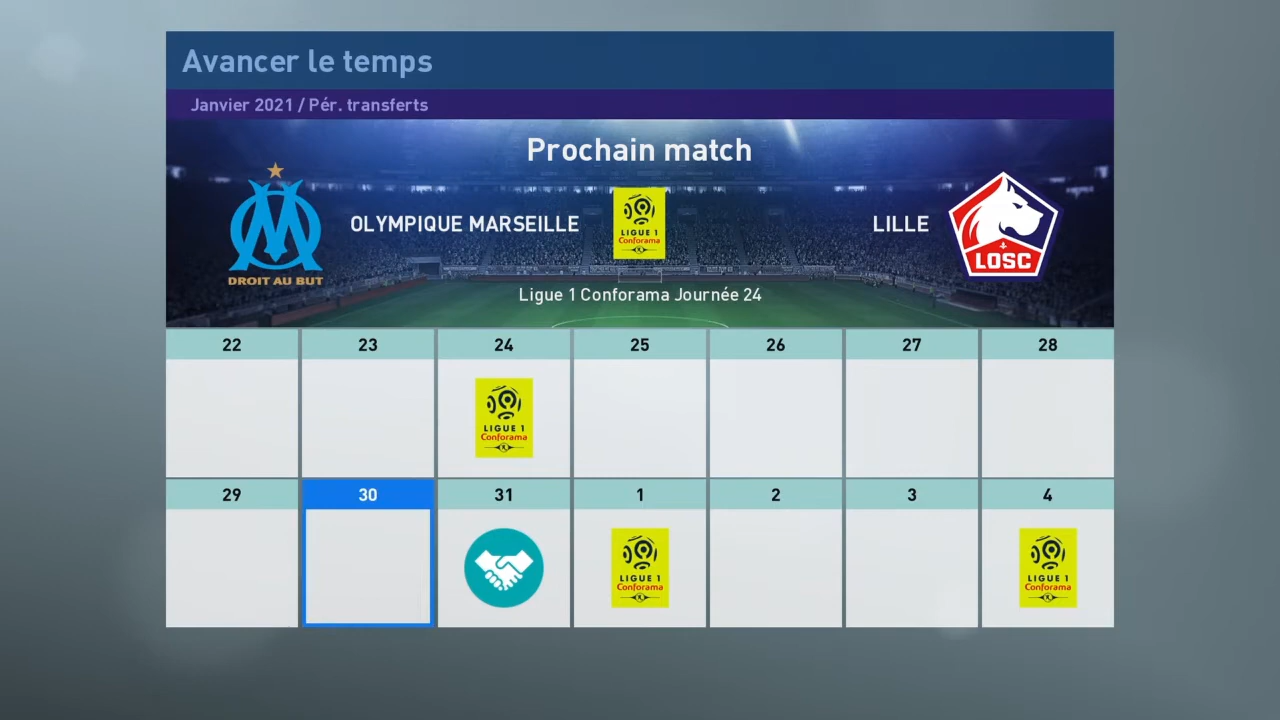 Avancer le temps
Janvier 2021 / Pér. transferts
Prochain match
OLYMPIQUE MARSEILLE
LIGUE 1
Conforama
LILLE
LOSC
DROIT AU BUT
Ligue 1 Conforama Journée 24
22 23 24 25 26 27 28
LIGUE 1
Conforama
29 30 31 1 2 3 4
LIGUE 1
Conforama
LIGUE 1
Conforama